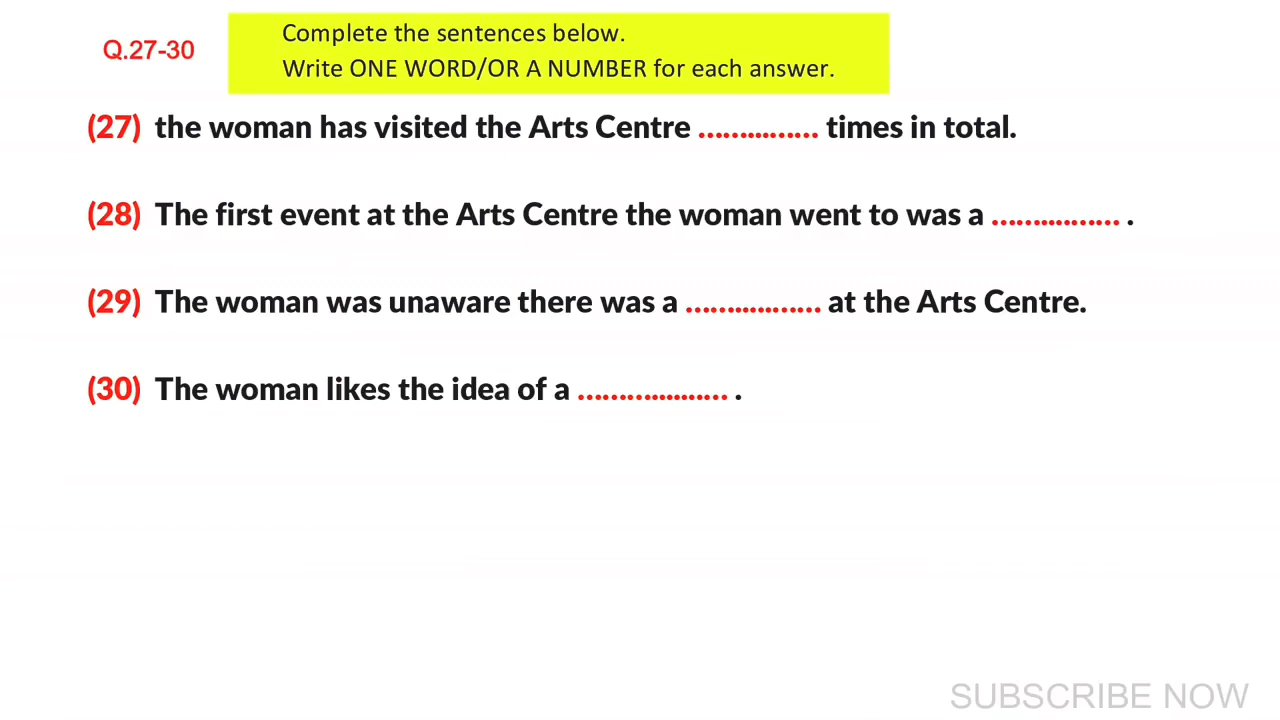 Q.27-30
Complete the sentences below.
Write ONE WORD/OR A NUMBER for each answer.
(27) the woman has visited the Arts Centre …………… times in total.
(28) The first event at the Arts Centre the woman went to was a …………… .
(29) The woman was unaware there was a …………… at the Arts Centre.
(30) The woman likes the idea of a ……………… .
SUBSCRIBE NOW